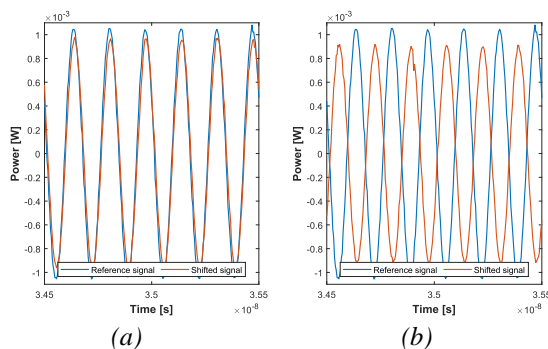 ×10⁻³ ×10⁻³
1 1
0.8 0.8
0.6 0.6
0.4 0.4
0.2 0.2
0 0
-0.2 -0.2
-0.4 -0.4
-0.6 -0.6
-0.8 -0.8
-1 -1
Power [W] Power [W]
Reference signal Shifted signal Reference signal Shifted signal
3.45 3.5 3.55 3.45 3.5 3.55
Time [s] ×10⁻⁸ Time [s] ×10⁻⁸
(a) (b)